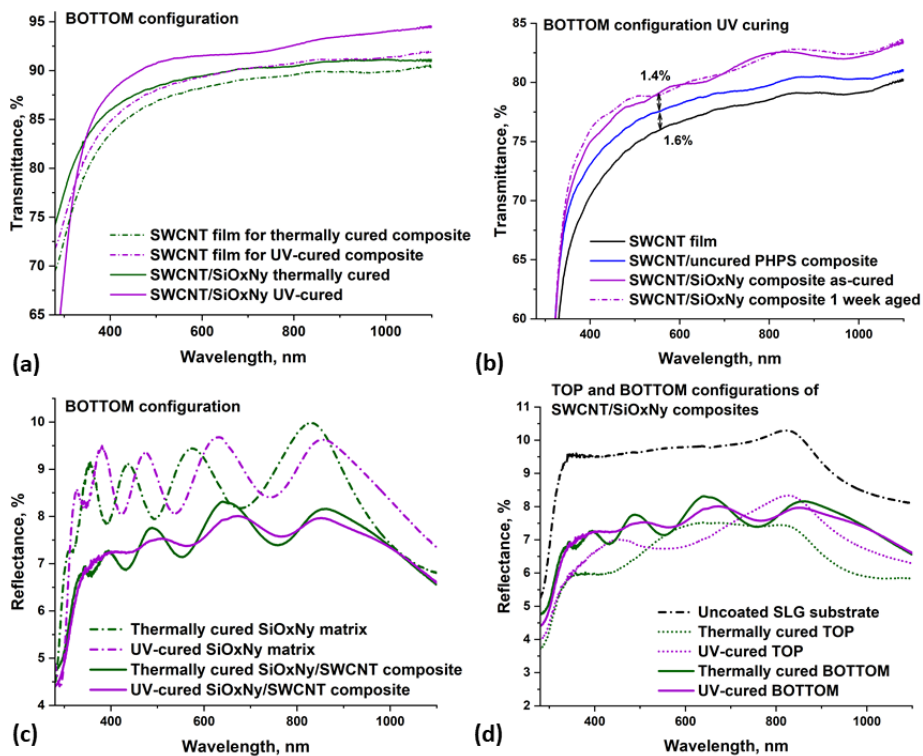 BOTTOM configuration
95
90
85
80
75
70
65
Transmittance, %
SWCNT film for thermally cured composite
SWCNT film for UV-cured composite
SWCNT/SiOxNy thermally cured
SWCNT/SiOxNy UV-cured
400
600
800
1000
Wavelength, nm
(a)
BOTTOM configuration UV curing
85
80
75
70
65
60
Transmittance, %
1.4%
1.6%
SWCNT film
SWCNT/uncured PHPS composite
SWCNT/SiOxNy composite as-cured
SWCNT/SiOxNy composite 1 week aged
400
600
800
1000
Wavelength, nm
(b)
BOTTOM configuration
10
9
8
7
6
5
4
Reflectance, %
Thermally cured SiOxNy matrix
UV-cured SiOxNy matrix
Thermally cured SiOxNy/SWCNT composite
UV-cured SiOxNy/SWCNT composite
400
600
800
1000
Wavelength, nm
(c)
TOP and BOTTOM configurations of
SWCNT/SiOxNy composites
11
10
9
8
7
6
5
4
3
2
Reflectance, %
Uncoated SLG substrate
Thermally cured TOP
UV-cured TOP
Thermally cured BOTTOM
UV-cured BOTTOM
400
600
800
1000
Wavelength, nm
(d)